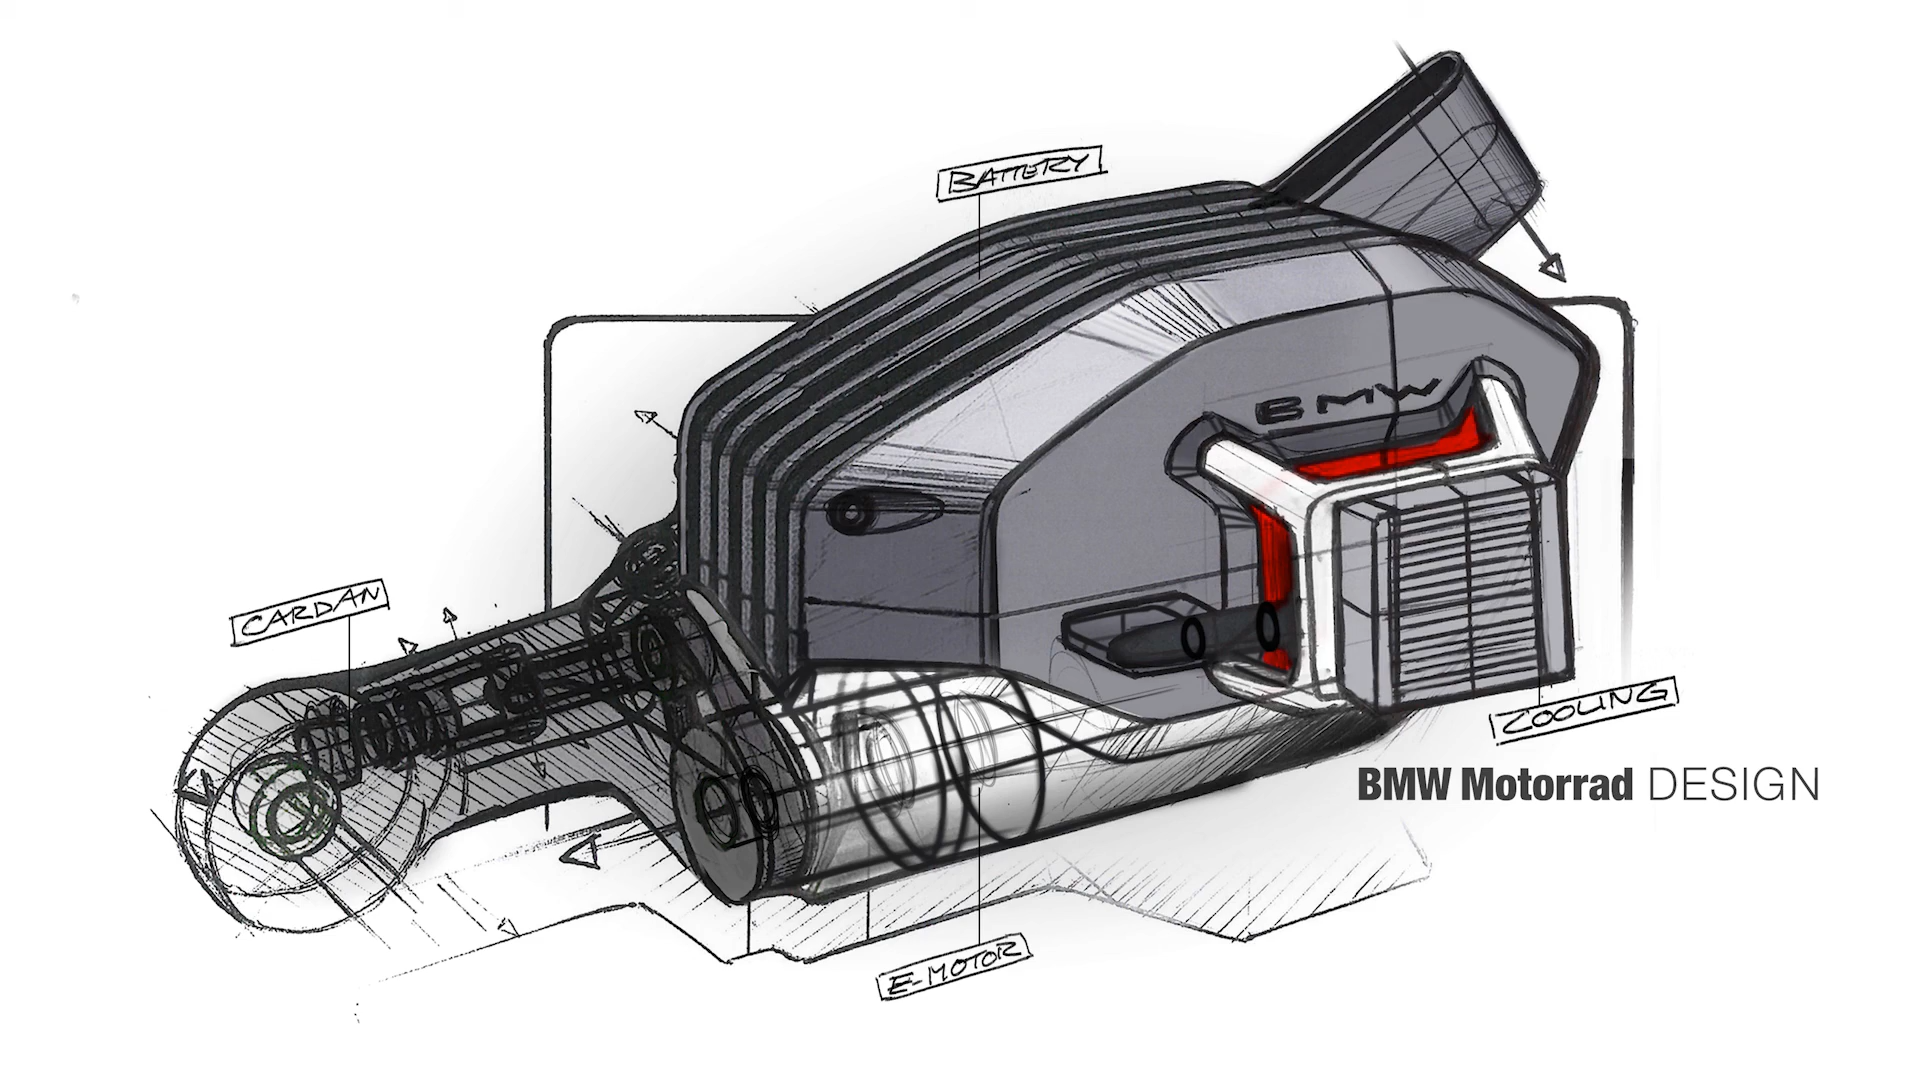 BATTERY
BMW
CARDAN
COOLING
BMW Motorrad DESIGN
E-MOTOR